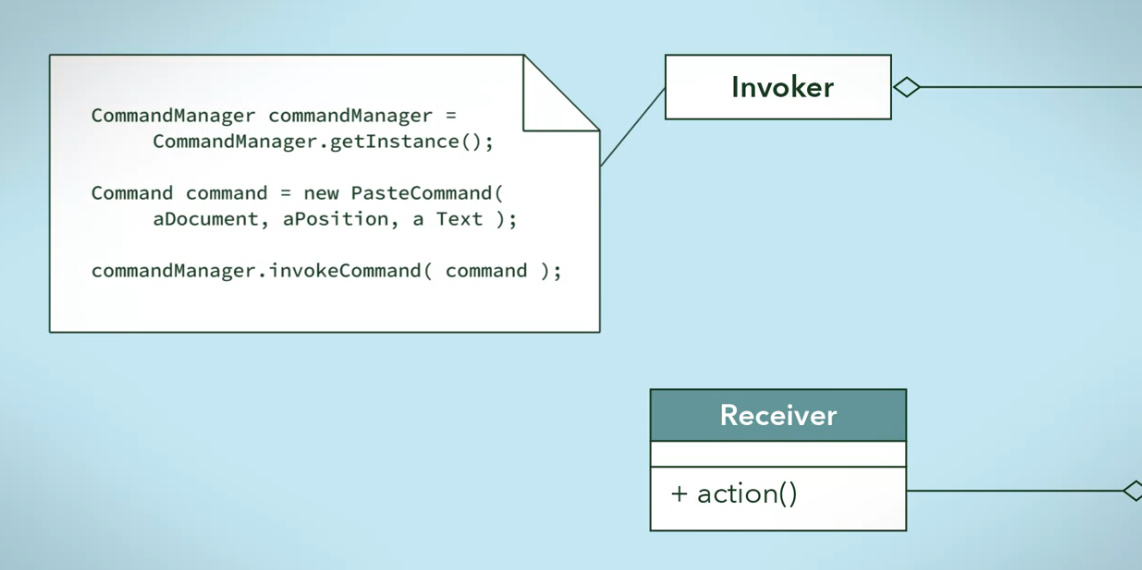 CommandManager commandManager =
CommandManager.getInstance();
Command command = new PasteCommand(
aDocument, aPosition, a Text );
commandManager.invokeCommand( command );
Invoker
Receiver
+ action()